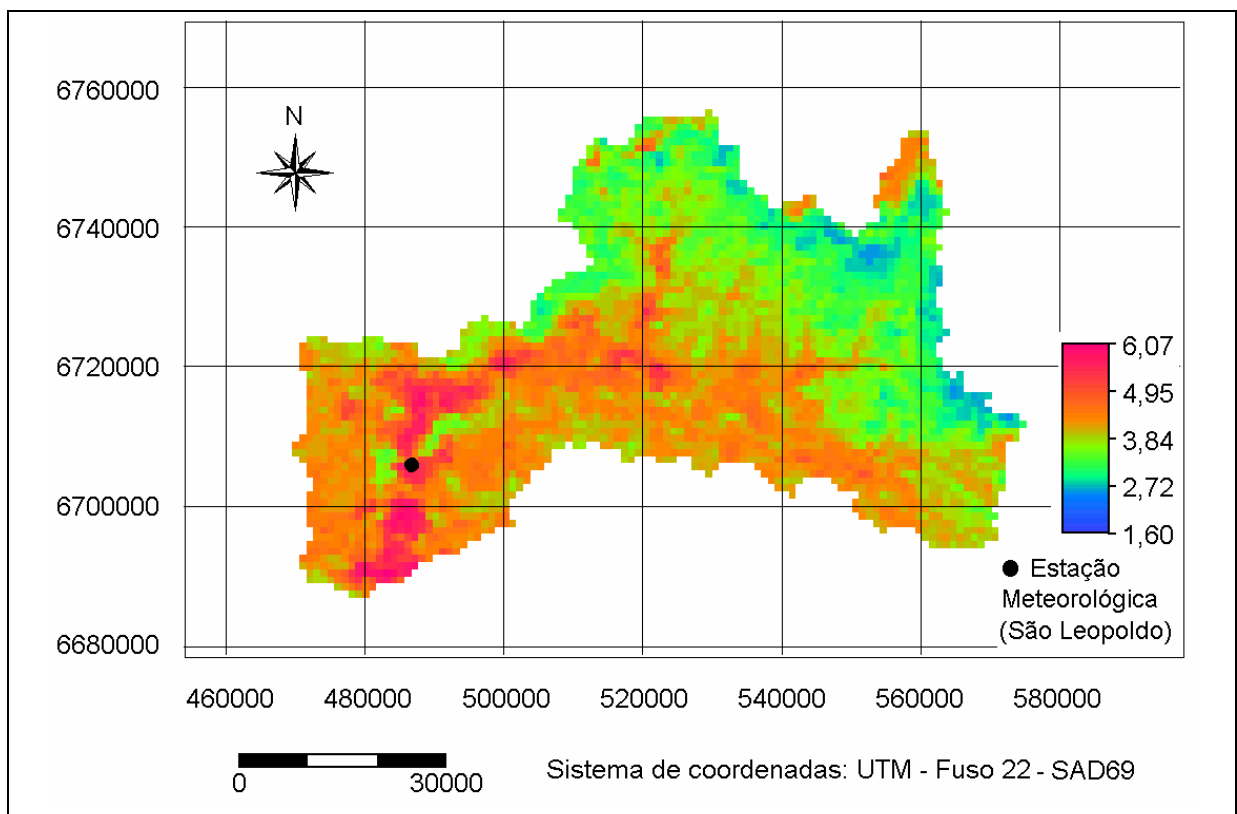 6760000
N
6740000
6720000
6,07
4,95
3,84
2,72
1,60
6700000
Estação
Meteorológica
(São Leopoldo)
6680000
460000 480000 500000 520000 540000 560000 580000
0 30000
Sistema de coordenadas: UTM - Fuso 22 - SAD69